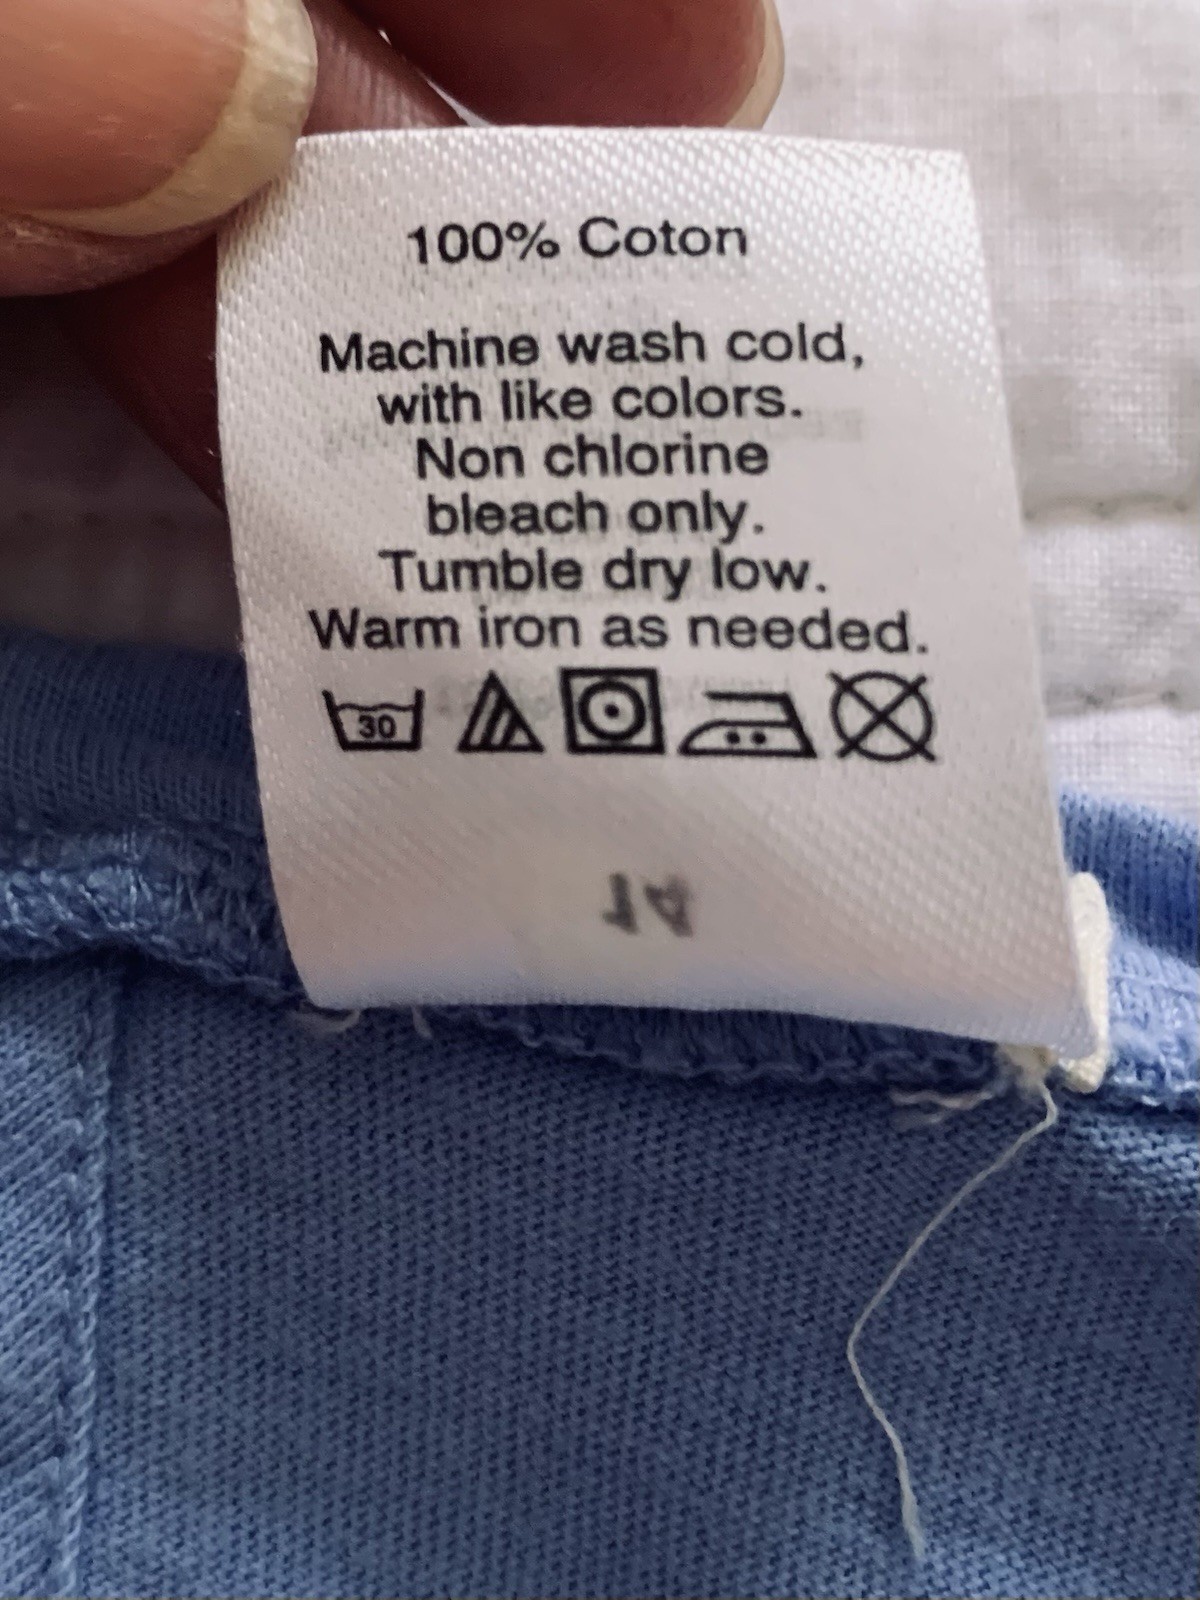 100% Coton
Machine wash cold,
with like colors.
Non chlorine
bleach only.
Tumble dry low.
Warm iron as needed.
30
14